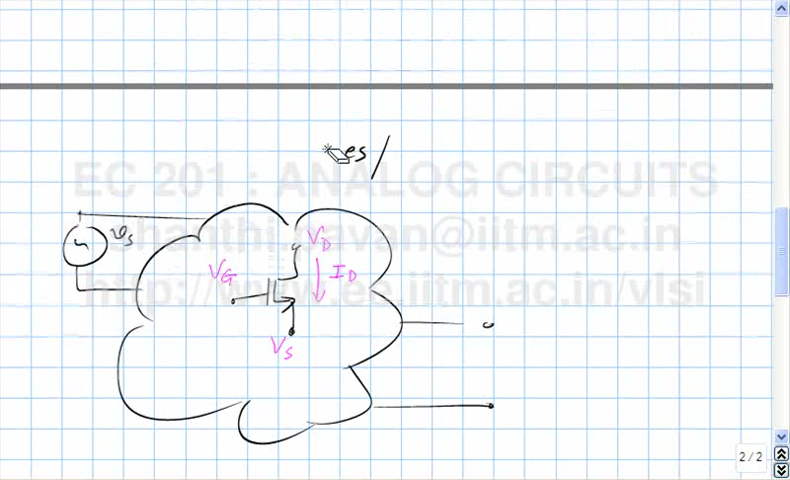 es /
EC 201 : ANALOG CIRCUITS
vs
shanthi.pavan@iitm.ac.in
VD
VG
ID
http://www.ee.iitm.ac.in/vlsi
VS
2 / 2